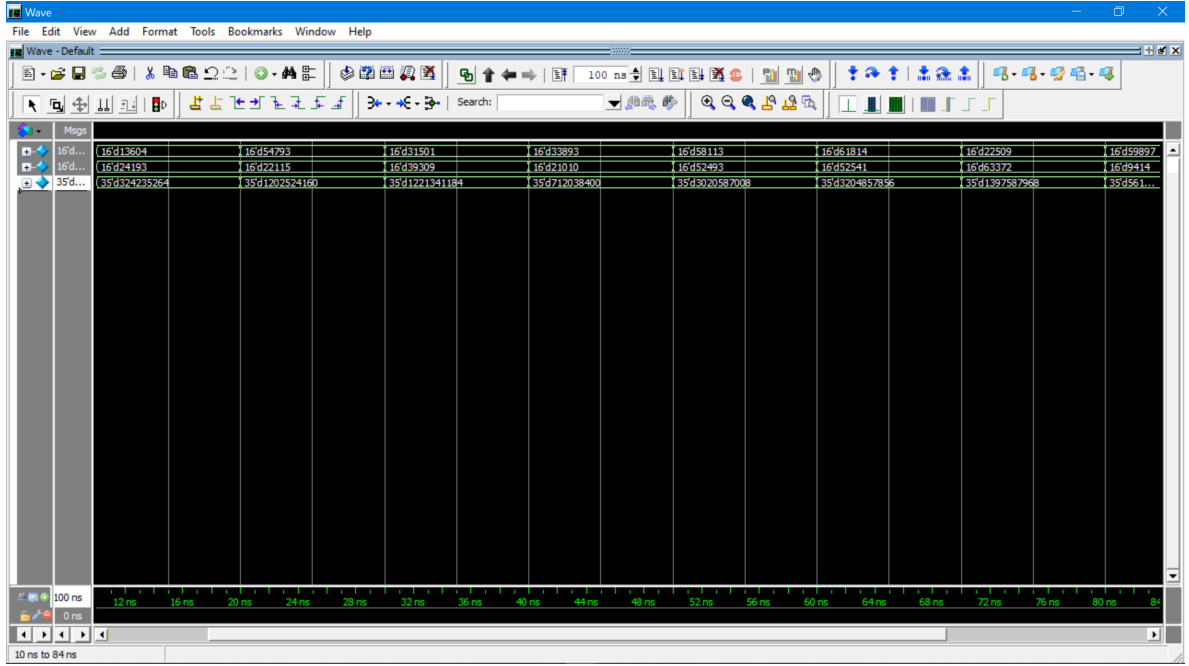 Wave
File Edit View Add Format Tools Bookmarks Window Help
Wave - Default
100 ns
Search:
Msgs
16'd... 16'd13604 16'd54793 16'd31501 16'd33893 16'd58113 16'd61814 16'd22509 16'd59897
16'd... 16'd24193 16'd22115 16'd39309 16'd21010 16'd52493 16'd52541 16'd63372 16'd9414
35'd... 35'd324235264 35'd1202524160 35'd1221341184 35'd712038400 35'd3020587008 35'd3204857856 35'd1397587968 35'd561...
100 ns 12 ns 16 ns 20 ns 24 ns 28 ns 32 ns 36 ns 40 ns 44 ns 48 ns 52 ns 56 ns 60 ns 64 ns 68 ns 72 ns 76 ns 80 ns 84
0 ns
10 ns to 84 ns